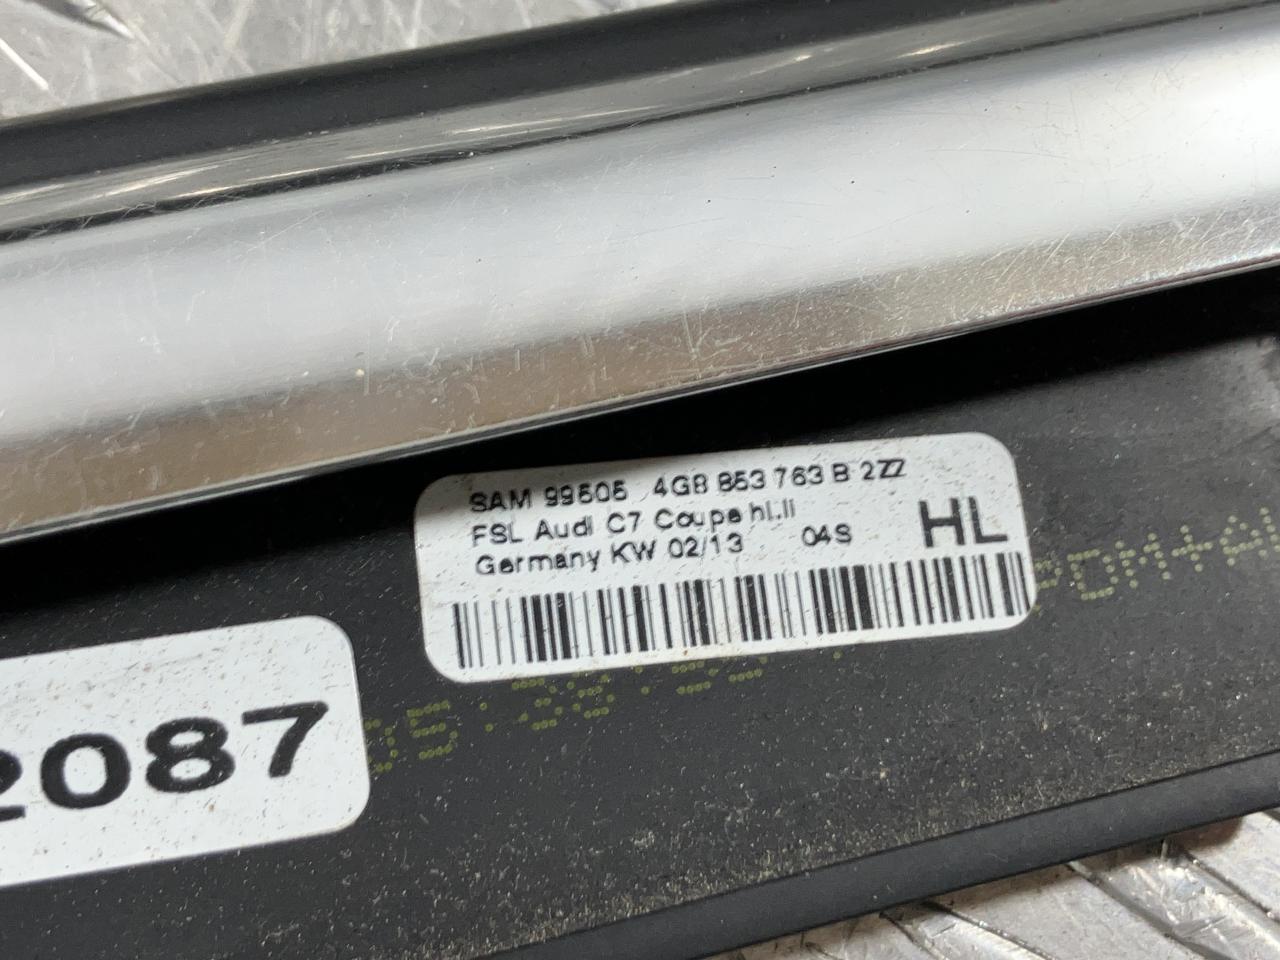 SAM 99505 4G8 853 763 B 2ZZ
FSL Audi C7 Coupe hl.li
Germany KW 02/13 04S
HL
2087